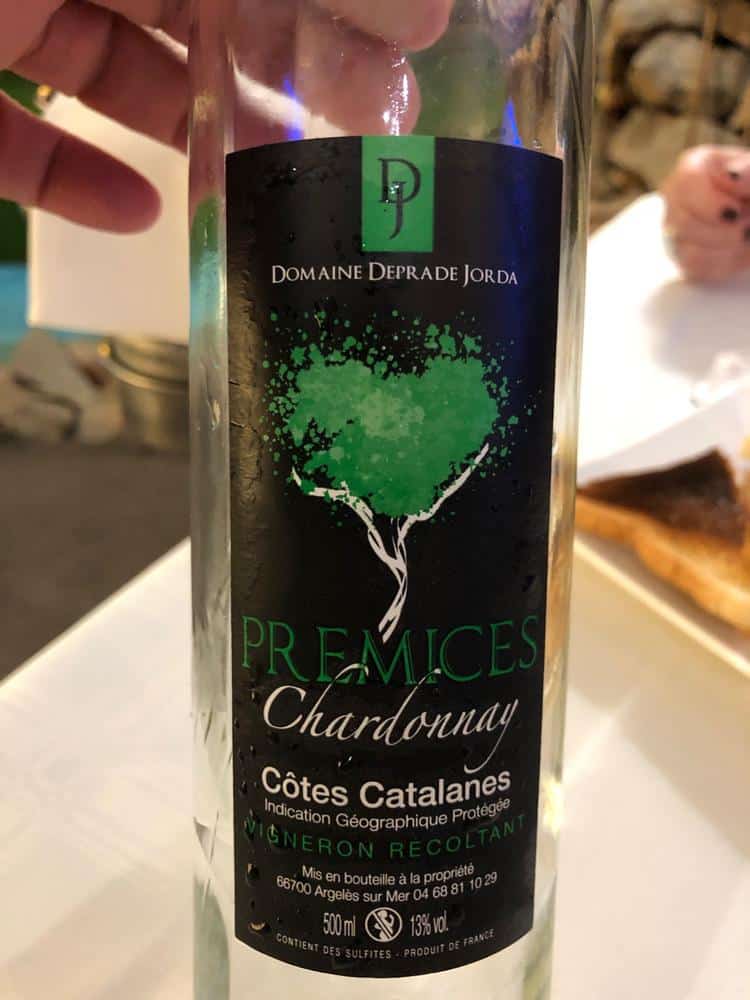 DJ
DOMAINE DEPRADE JORDA
PREMICES
Chardonnay
Côtes Catalanes
Indication Géographique Protégée
VIGNERON RECOLTANT
Mis en bouteille à la propriété
66700 Argelès sur Mer 04 68 81 10 29
500 ml 13% vol.
CONTIENT DES SULFITES - PRODUIT DE FRANCE